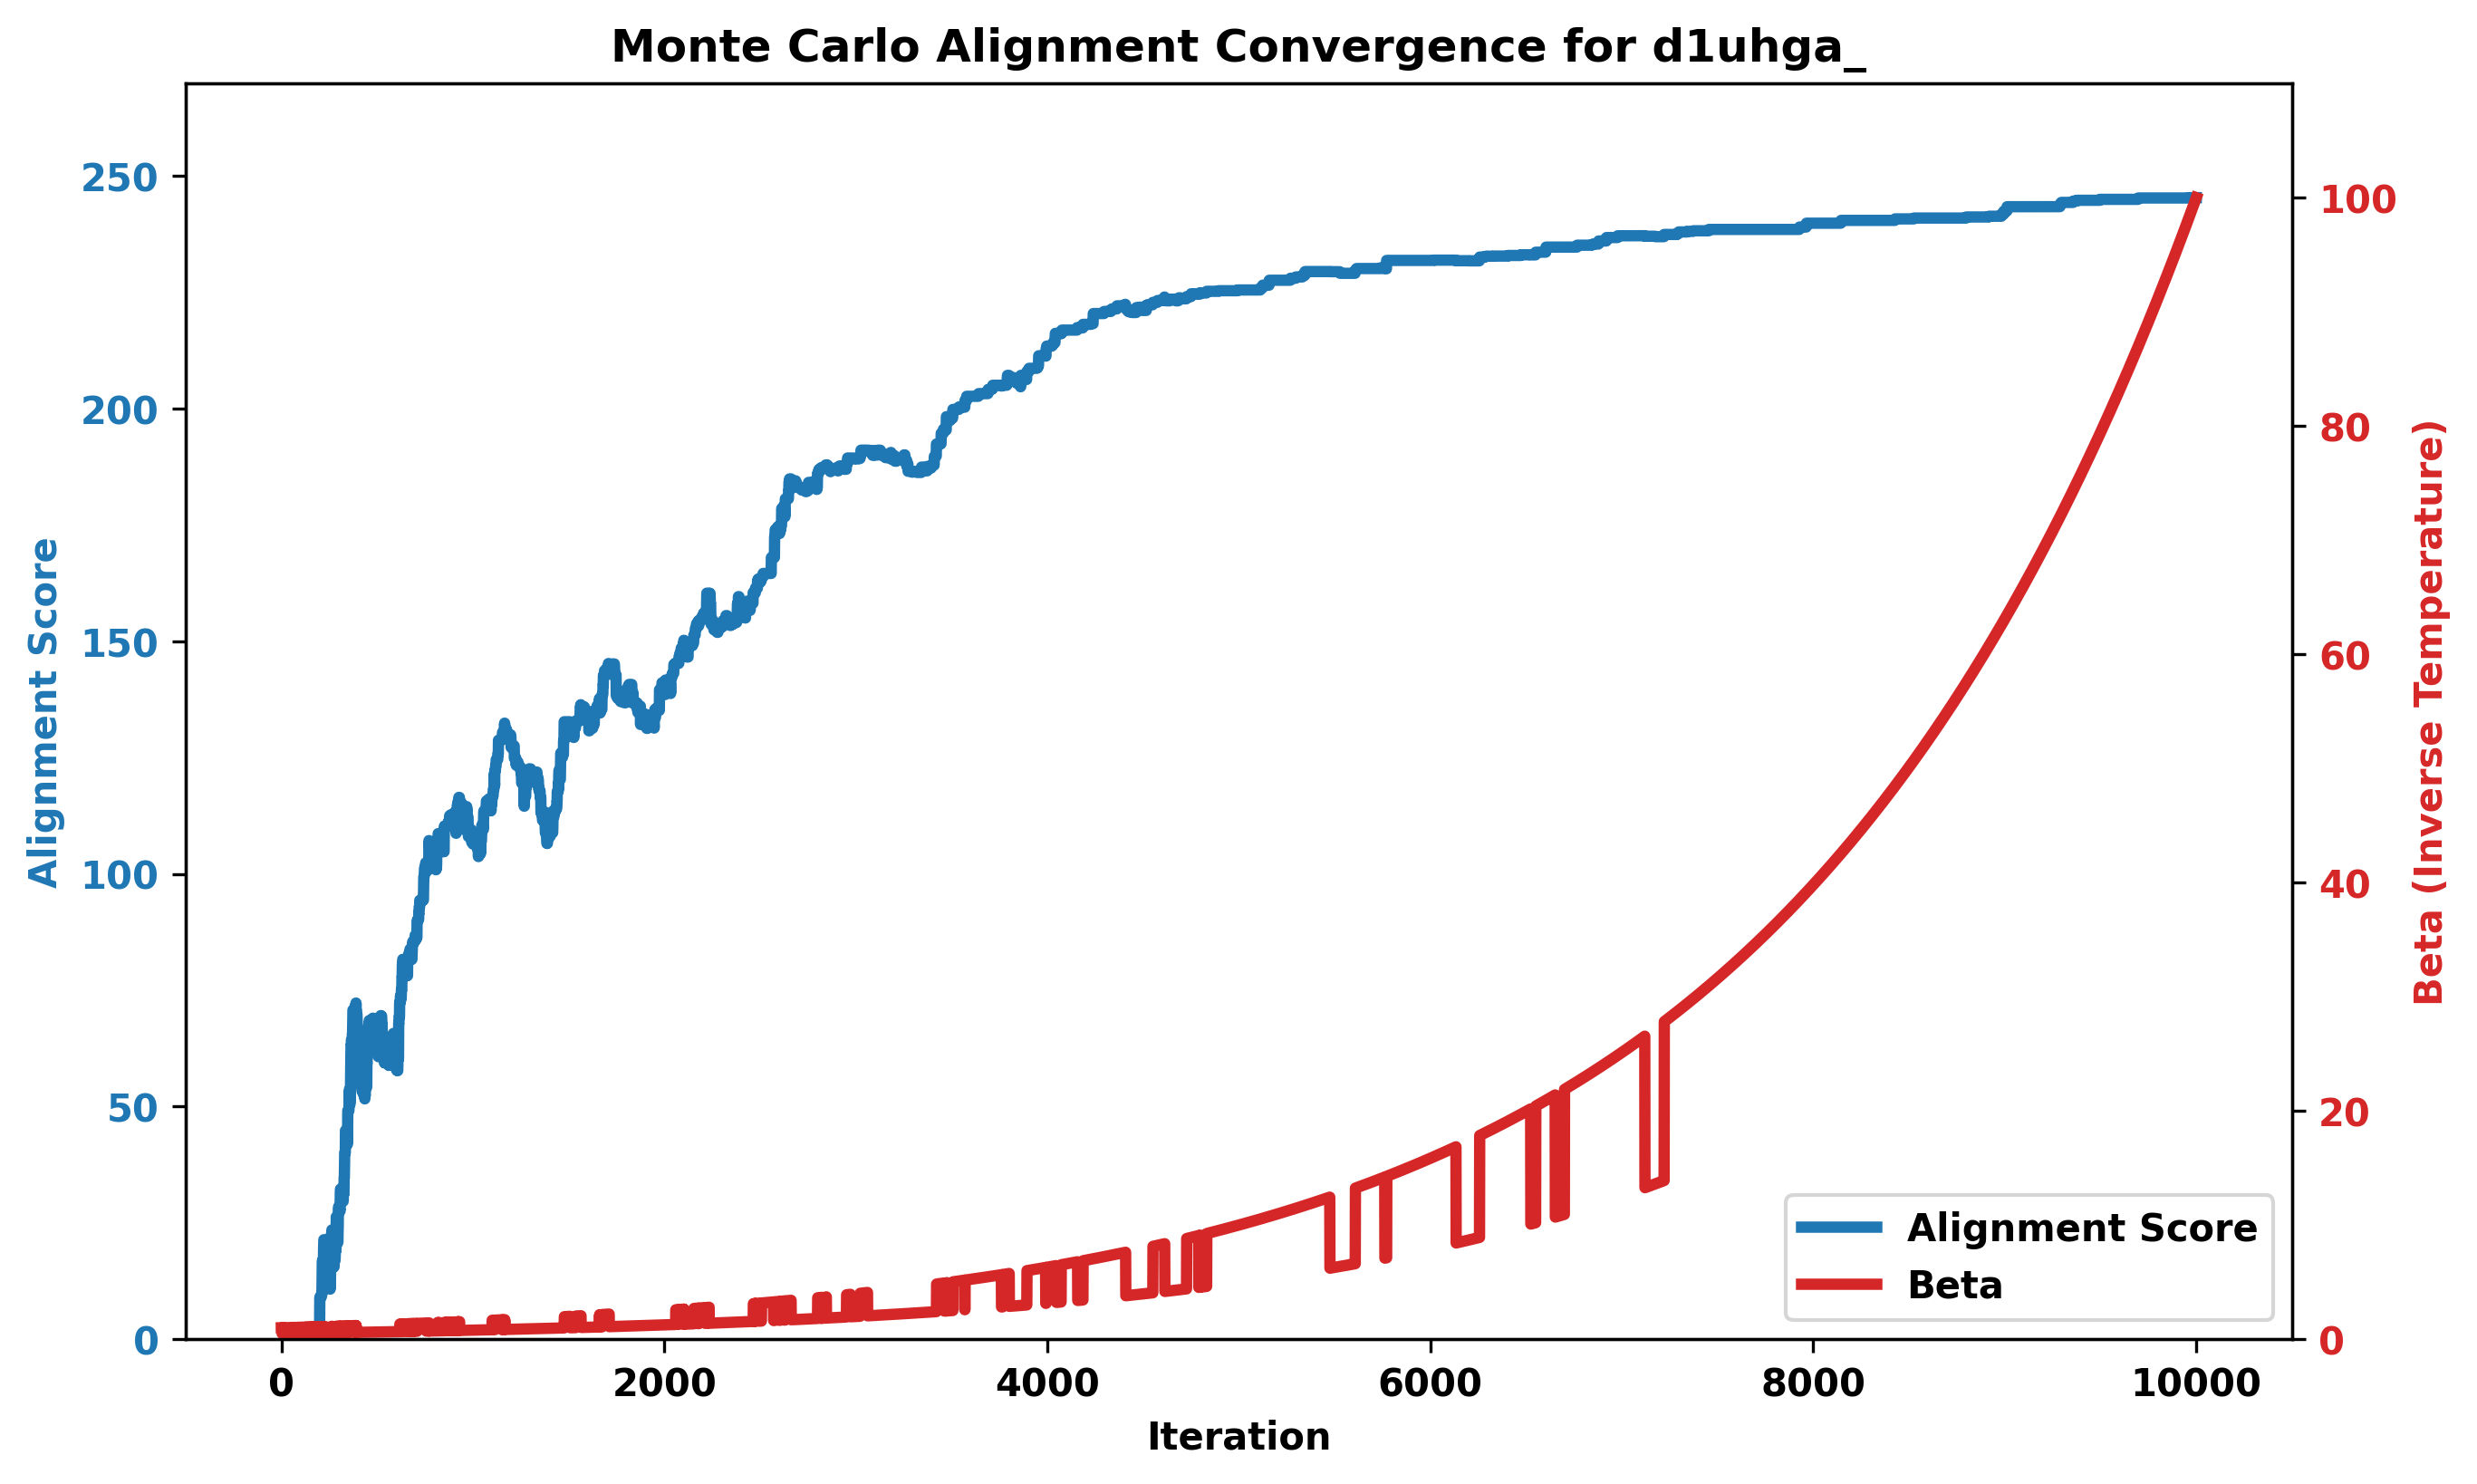 Monte Carlo Alignment Convergence for d1uhga_
Alignment Score
250
200
150
100
50
0
100
80
60
40
20
0
Beta (Inverse Temperature)
Alignment Score
Beta
0 2000 4000 6000 8000 10000
Iteration